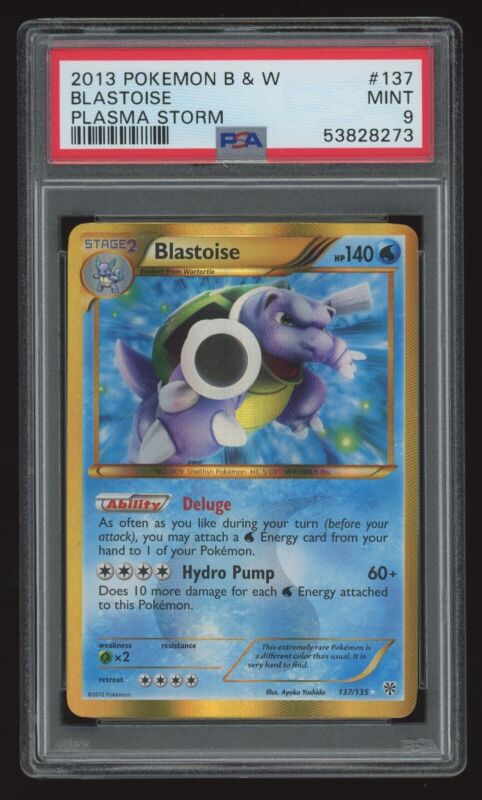 2013 POKEMON B & W #137
BLASTOISE MINT
PLASMA STORM PSA 9
53828273
STAGE2 Blastoise HP140
Evolves from Wartortle
NO. 009 Shellfish Pokémon HT. 5'03" WT. 188.5 lbs.
Ability Deluge
As often as you like during your turn (before your
attack), you may attach a Energy card from your
hand to 1 of your Pokémon.
Hydro Pump 60+
Does 10 more damage for each Energy attached
to this Pokémon.
weakness resistance
×2
retreat
This extremely rare Pokémon is
a different color than usual. It is
very hard to find.
©2012 Pokémon
Illus. Ayaka Yoshida 137/135
PSA